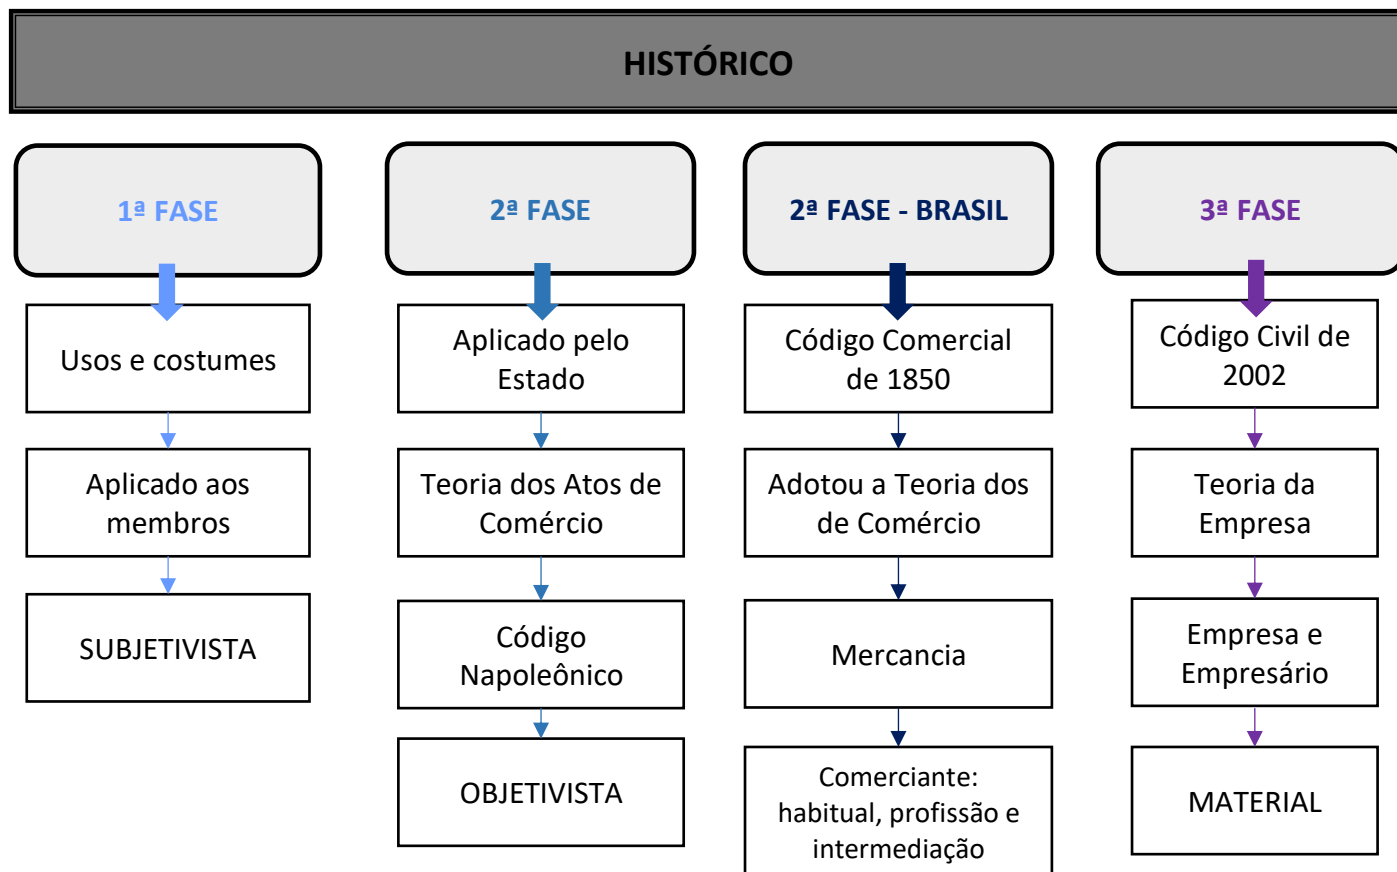 HISTÓRICO
1ª FASE
Usos e costumes
Aplicado aos
membros
SUBJETIVISTA
2ª FASE
Aplicado pelo
Estado
Teoria dos Atos de
Comércio
Código
Napoleônico
OBJETIVISTA
2ª FASE - BRASIL
Código Comercial
de 1850
Adotou a Teoria dos
de Comércio
Mercancia
Comerciante:
habitual, profissão e
intermediação
3ª FASE
Código Civil de
2002
Teoria da
Empresa
Empresa e
Empresário
MATERIAL